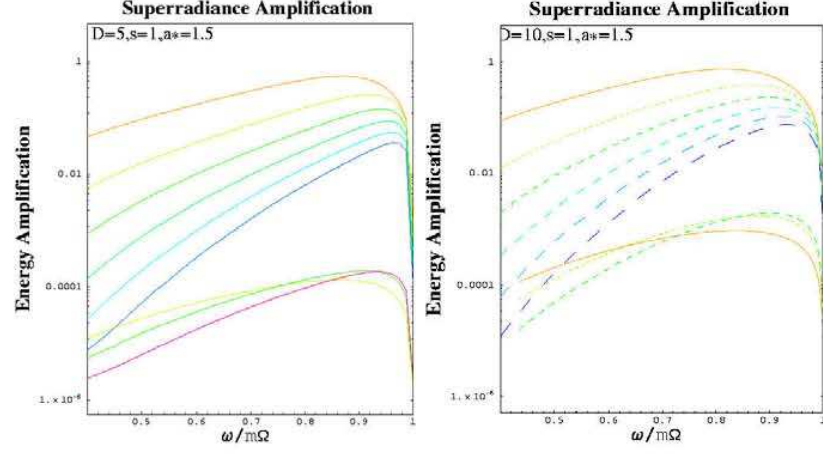 Superradiance Amplification
D=5,s=1,a*=1.5
Energy Amplification
1
0.01
0.0001
1.×10⁻⁶
0.5 0.6 0.7 0.8 0.9 1
ω/mΩ
Superradiance Amplification
D=10,s=1,a*=1.5
Energy Amplification
1
0.01
0.0001
1.×10⁻⁶
0.5 0.6 0.7 0.8 0.9 1
ω/mΩ